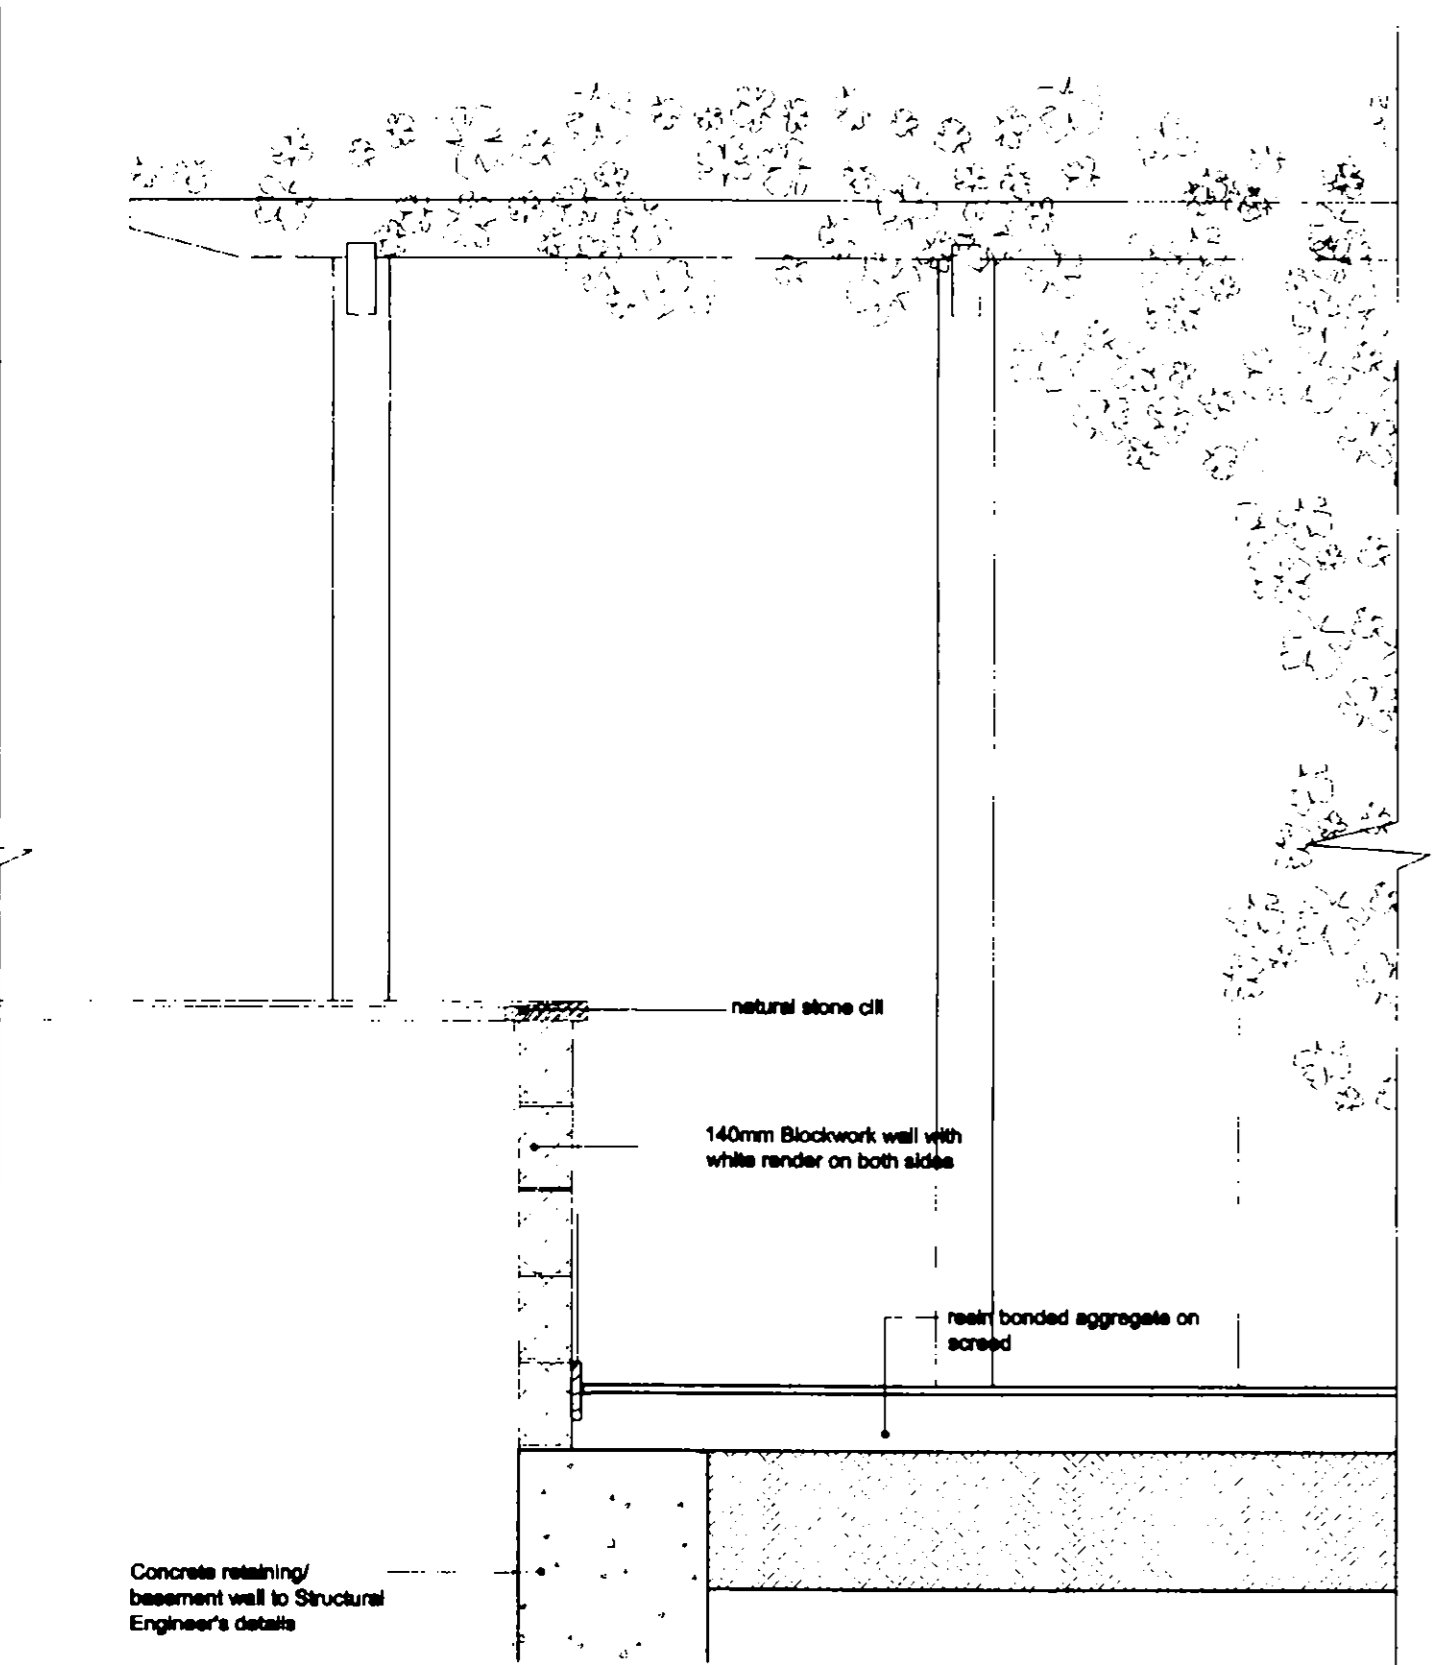 natural stone cill
140mm Blockwork wall with
white render on both sides
resin bonded aggregate on
screed
Concrete retaining/
basement wall to Structural
Engineer's details